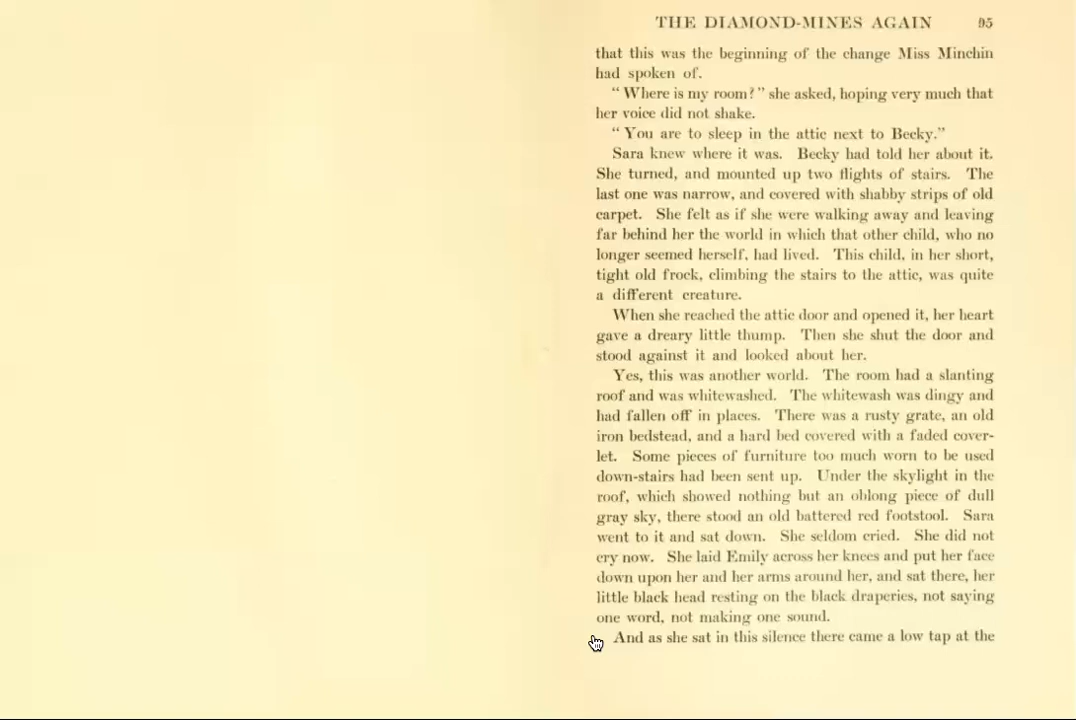 THE DIAMOND-MINES AGAIN 95
that this was the beginning of the change Miss Minchin
had spoken of.
“ Where is my room? ” she asked, hoping very much that
her voice did not shake.
“ You are to sleep in the attic next to Becky.”
Sara knew where it was. Becky had told her about it.
She turned, and mounted up two flights of stairs. The
last one was narrow, and covered with shabby strips of old
carpet. She felt as if she were walking away and leaving
far behind her the world in which that other child, who no
longer seemed herself, had lived. This child, in her short,
tight old frock, climbing the stairs to the attic, was quite
a different creature.
When she reached the attic door and opened it, her heart
gave a dreary little thump. Then she shut the door and
stood against it and looked about her.
Yes, this was another world. The room had a slanting
roof and was whitewashed. The whitewash was dingy and
had fallen off in places. There was a rusty grate, an old
iron bedstead, and a hard bed covered with a faded cover-
let. Some pieces of furniture too much worn to be used
down-stairs had been sent up. Under the skylight in the
roof, which showed nothing but an oblong piece of dull
gray sky, there stood an old battered red footstool. Sara
went to it and sat down. She seldom cried. She did not
cry now. She laid Emily across her knees and put her face
down upon her and her arms around her, and sat there, her
little black head resting on the black draperies, not saying
one word, not making one sound.
And as she sat in this silence there came a low tap at the